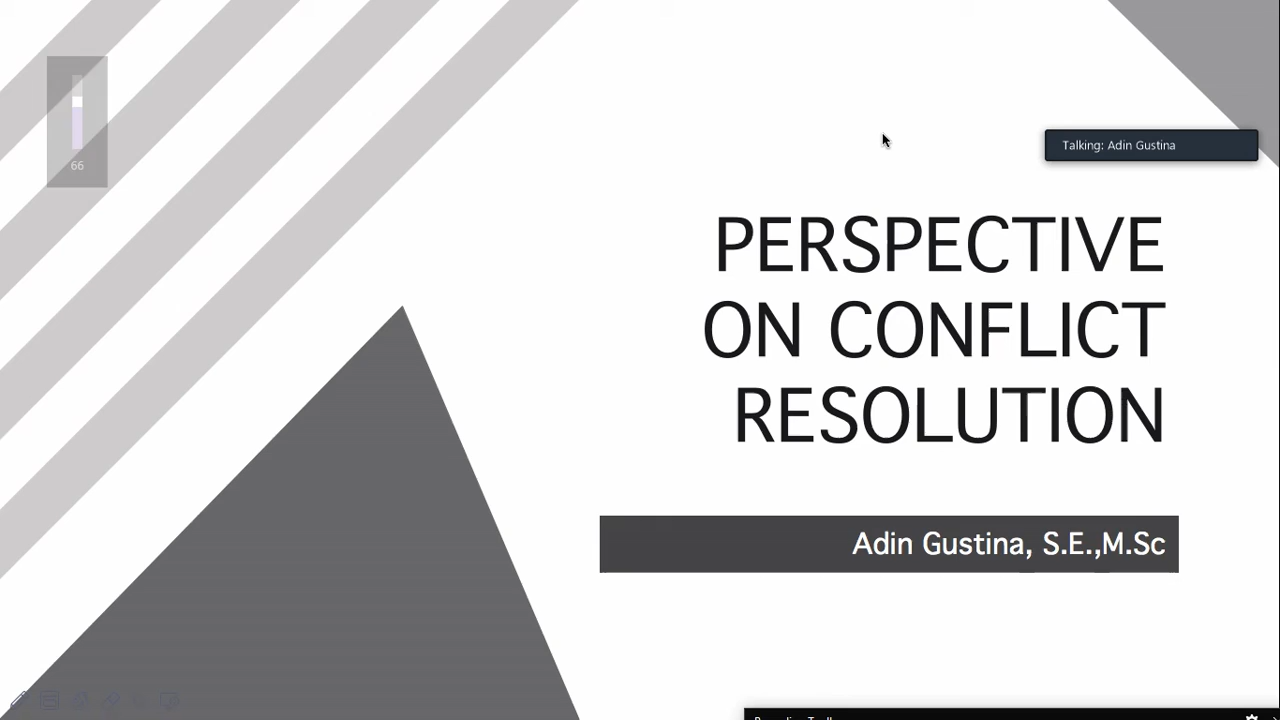 66
Talking: Adin Gustina
PERSPECTIVE
ON CONFLICT
RESOLUTION
Adin Gustina, S.E.,M.Sc